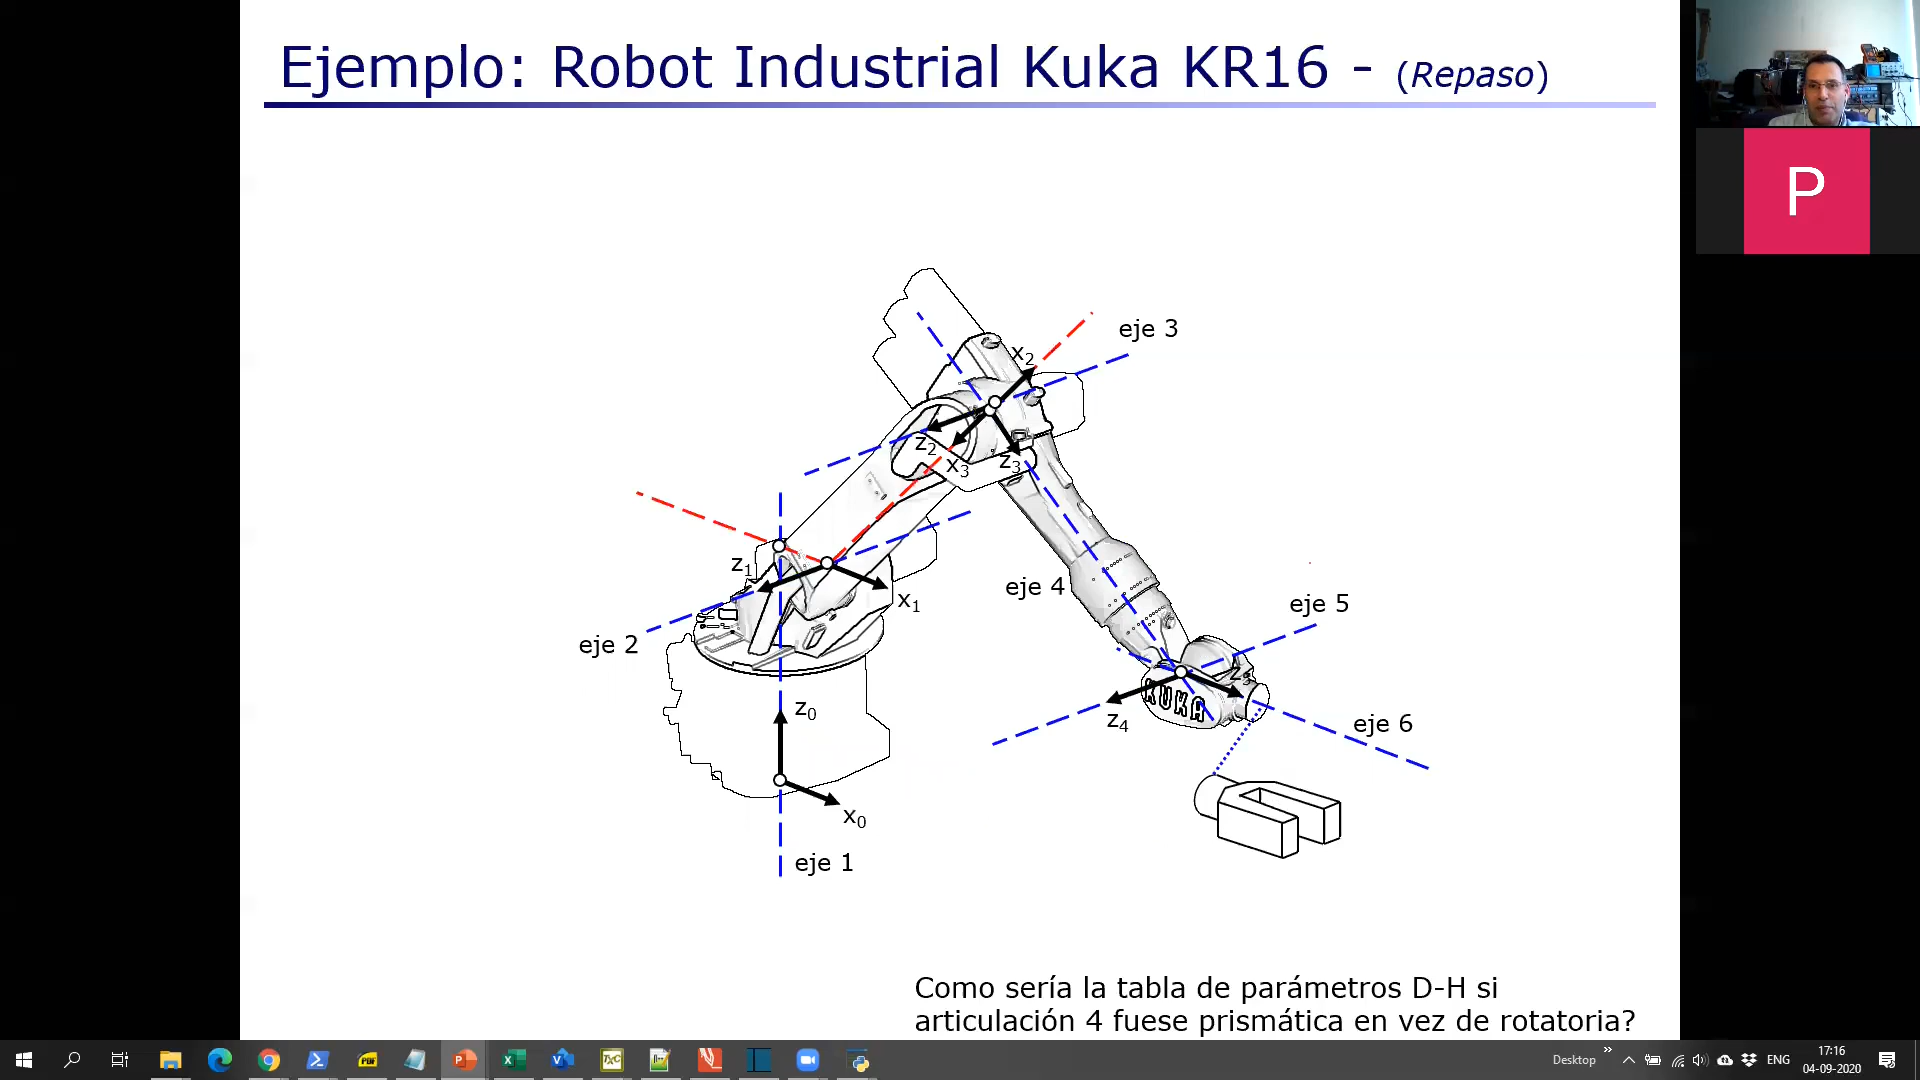 Ejemplo: Robot Industrial Kuka KR16 - (Repaso)
P
eje 3
x2
z2
x3
z3
z1
x1
eje 2
eje 4
eje 5
z5
KUKA
z4
eje 6
z0
x0
eje 1
Como sería la tabla de parámetros D-H si
articulación 4 fuese prismática en vez de rotatoria?
Desktop
ENG
17:16
04-09-2020